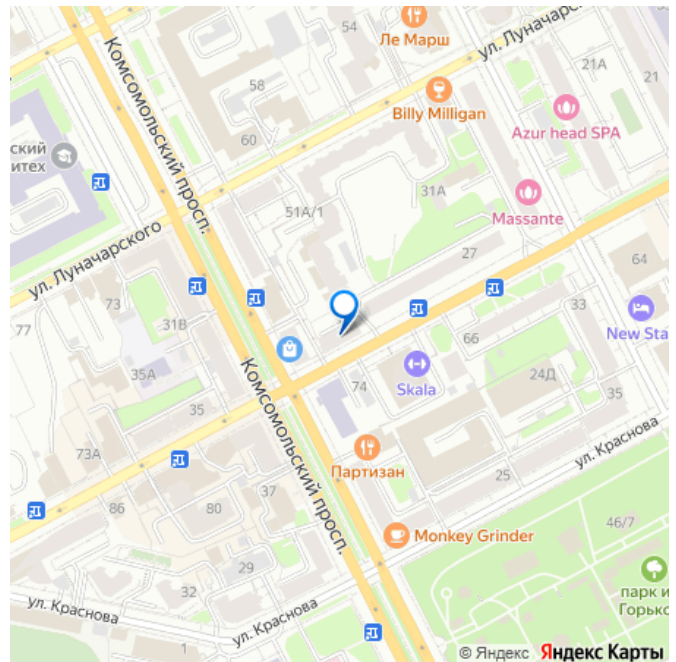 Ле Марш
ул. Луначарс
Комсомольский просп.
58
54
21А
21
Billy Milligan
Azur head SPA
60
ский
итех
31А
51А/1
Massante
ул. Луначарского
27
64
73
31В
33
77
66
New Sta
35А
Skala
74
24Д
35
35
Комсомольский просп.
73А
Партизан
ул. Краснова
37
25
86
80
46/7
Monkey Grinder
29
парк и
Горько
32
ул. Краснова
ул. Краснова
1
© Яндекс Яндекс Карты